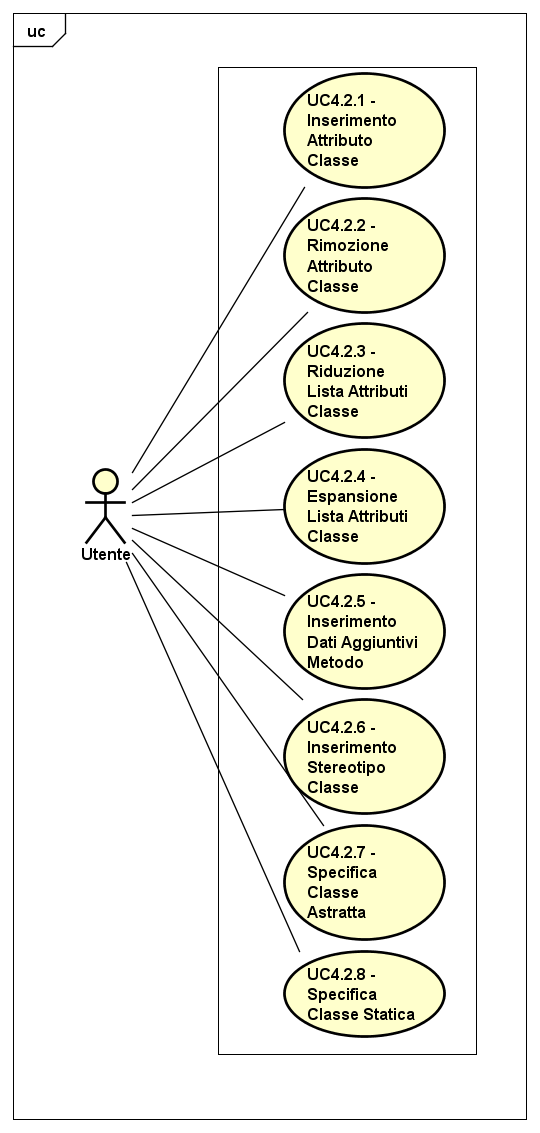 uc
UC4.2.1 -
Inserimento
Attributo
Classe
UC4.2.2 -
Rimozione
Attributo
Classe
UC4.2.3 -
Riduzione
Lista Attributi
Classe
UC4.2.4 -
Espansione
Lista Attributi
Classe
Utente
UC4.2.5 -
Inserimento
Dati Aggiuntivi
Metodo
UC4.2.6 -
Inserimento
Stereotipo
Classe
UC4.2.7 -
Specifica
Classe
Astratta
UC4.2.8 -
Specifica
Classe Statica